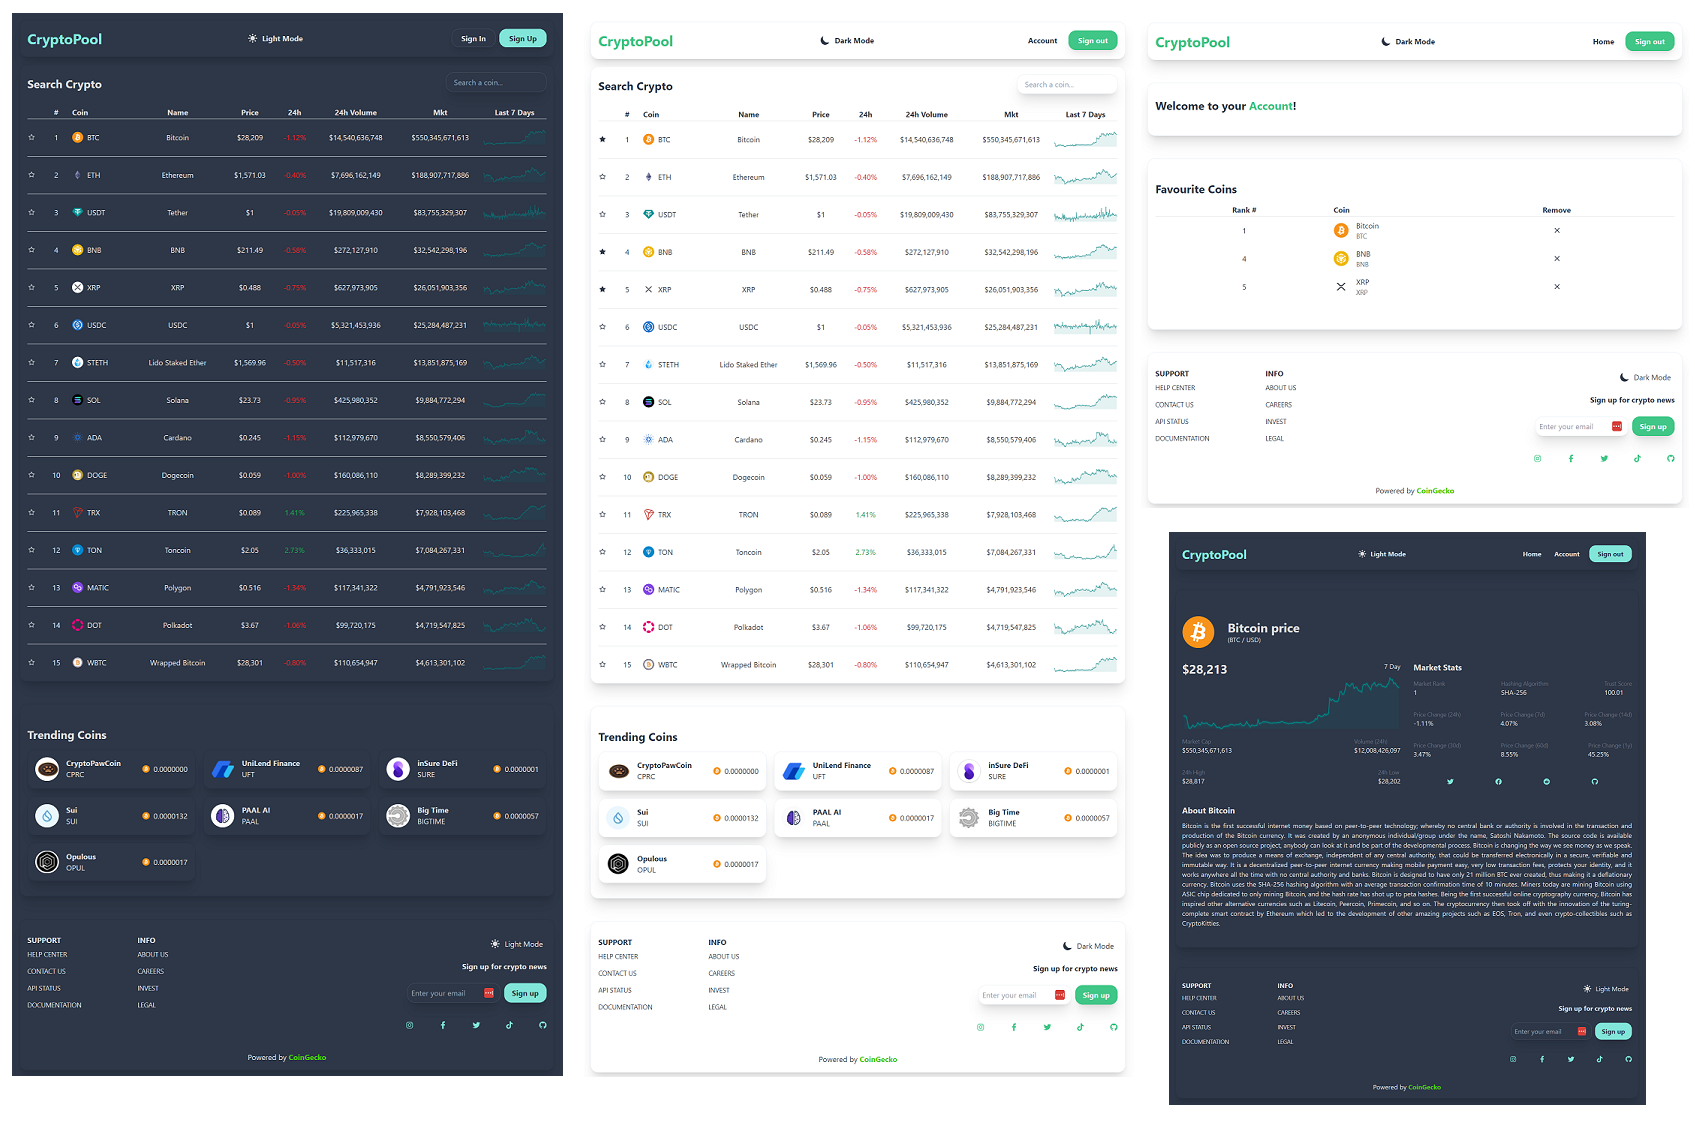 CryptoPool
Light Mode
Sign In
Sign Up
Search Crypto
Search a coin...
# Coin Name Price 24h 24h Volume Mkt Last 7 Days
1 BTC Bitcoin $28,209 -1.12% $14,540,636,748 $550,345,671,613
2 ETH Ethereum $1,571.03 -0.40% $7,696,162,149 $188,907,717,886
3 USDT Tether $1 -0.05% $19,809,009,430 $83,755,329,307
4 BNB BNB $211.49 -0.58% $272,127,910 $32,542,298,196
5 XRP XRP $0.488 -0.75% $627,973,905 $26,051,903,356
6 USDC USDC $1 -0.05% $5,321,453,936 $25,284,487,231
7 STETH Lido Staked Ether $1,569.96 -0.50% $11,517,316 $13,851,875,169
8 SOL Solana $23.73 -0.95% $425,980,352 $9,884,772,294
9 ADA Cardano $0.245 -1.15% $112,979,670 $8,550,579,406
10 DOGE Dogecoin $0.059 -1.00% $160,086,110 $8,289,399,232
11 TRX TRON $0.089 1.41% $225,965,338 $7,928,103,468
12 TON Toncoin $2.05 2.73% $36,333,015 $7,084,267,331
13 MATIC Polygon $0.516 -1.34% $117,341,322 $4,791,923,546
14 DOT Polkadot $3.67 -1.06% $99,720,175 $4,719,547,825
15 WBTC Wrapped Bitcoin $28,301 -0.80% $110,654,947 $4,613,301,102
Trending Coins
CryptoPawCoin
CPRC
0.0000000
UniLend Finance
UFT
0.0000087
inSure DeFi
SURE
0.0000001
Sui
SUI
0.0000132
PAAL AI
PAAL
0.0000017
Big Time
BIGTIME
0.0000057
Opulous
OPUL
0.0000017
SUPPORT
HELP CENTER
CONTACT US
API STATUS
DOCUMENTATION
INFO
ABOUT US
CAREERS
INVEST
LEGAL
Light Mode
Sign up for crypto news
Enter your email
Sign up
Powered by CoinGecko
CryptoPool
Dark Mode
Account
Sign out
Search Crypto
Search a coin...
# Coin Name Price 24h 24h Volume Mkt Last 7 Days
1 BTC Bitcoin $28,209 -1.12% $14,540,636,748 $550,345,671,613
2 ETH Ethereum $1,571.03 -0.40% $7,696,162,149 $188,907,717,886
3 USDT Tether $1 -0.05% $19,809,009,430 $83,755,329,307
4 BNB BNB $211.49 -0.58% $272,127,910 $32,542,298,196
5 XRP XRP $0.488 -0.75% $627,973,905 $26,051,903,356
6 USDC USDC $1 -0.05% $5,321,453,936 $25,284,487,231
7 STETH Lido Staked Ether $1,569.96 -0.50% $11,517,316 $13,851,875,169
8 SOL Solana $23.73 -0.95% $425,980,352 $9,884,772,294
9 ADA Cardano $0.245 -1.15% $112,979,670 $8,550,579,406
10 DOGE Dogecoin $0.059 -1.00% $160,086,110 $8,289,399,232
11 TRX TRON $0.089 1.41% $225,965,338 $7,928,103,468
12 TON Toncoin $2.05 2.73% $36,333,015 $7,084,267,331
13 MATIC Polygon $0.516 -1.34% $117,341,322 $4,791,923,546
14 DOT Polkadot $3.67 -1.06% $99,720,175 $4,719,547,825
15 WBTC Wrapped Bitcoin $28,301 -0.80% $110,654,947 $4,613,301,102
Trending Coins
CryptoPawCoin
CPRC
0.0000000
UniLend Finance
UFT
0.0000087
inSure DeFi
SURE
0.0000001
Sui
SUI
0.0000132
PAAL AI
PAAL
0.0000017
Big Time
BIGTIME
0.0000057
Opulous
OPUL
0.0000017
SUPPORT
HELP CENTER
CONTACT US
API STATUS
DOCUMENTATION
INFO
ABOUT US
CAREERS
INVEST
LEGAL
Dark Mode
Sign up for crypto news
Enter your email
Sign up
Powered by CoinGecko
CryptoPool
Dark Mode
Home
Sign out
Welcome to your Account!
Favourite Coins
Rank # Coin Remove
1 Bitcoin
BTC
4 BNB
BNB
5 XRP
XRP
SUPPORT
HELP CENTER
CONTACT US
API STATUS
DOCUMENTATION
INFO
ABOUT US
CAREERS
INVEST
LEGAL
Dark Mode
Sign up for crypto news
Enter your email
Sign up
Powered by CoinGecko
CryptoPool
Light Mode
Home
Account
Sign out
Bitcoin price
(BTC / USD)
$28,213
7 Day
Market Cap
$550,345,671,613
Volume (24h)
$12,008,426,097
24h High
$28,817
24h Low
$28,202
Market Stats
Market Rank
1
Hashing Algorithm
SHA-256
Trust Score
100.01
Price Change (24h)
-1.11%
Price Change (7d)
4.07%
Price Change (14d)
3.08%
Price Change (30d)
3.47%
Price Change (60d)
8.55%
Price Change (1y)
45.25%
About Bitcoin
Bitcoin is the first successful internet money based on peer-to-peer technology; whereby no central bank or authority is involved in the transaction and
production of the Bitcoin currency. It was created by an anonymous individual/group under the name, Satoshi Nakamoto. The source code is available
publicly as an open source project, anybody can look at it and be part of the developmental process. Bitcoin is changing the way we see money as we speak.
The idea was to produce a means of exchange, independent of any central authority, that could be transferred electronically in a secure, verifiable and
immutable way. It is a decentralized peer-to-peer internet currency making mobile payment easy, very low transaction fees, protects your identity, and it
works anywhere all the time with no central authority and banks. Bitcoin is designed to have only 21 million BTC ever created, thus making it a deflationary
currency. Bitcoin uses the SHA-256 hashing algorithm with an average transaction confirmation time of 10 minutes. Miners today are mining Bitcoin using
ASIC chip dedicated to only mining Bitcoin, and the hash rate has shot up to peta hashes. Being the first successful online cryptography currency, Bitcoin has
inspired other alternative currencies such as Litecoin, Peercoin, Primecoin, and so on. The cryptocurrency then took off with the innovation of the turing-
complete smart contract by Ethereum which led to the development of other amazing projects such as EOS, Tron, and even crypto-collectibles such as
CryptoKitties.
SUPPORT
HELP CENTER
CONTACT US
API STATUS
DOCUMENTATION
INFO
ABOUT US
CAREERS
INVEST
LEGAL
Light Mode
Sign up for crypto news
Enter your email
Sign up
Powered by CoinGecko